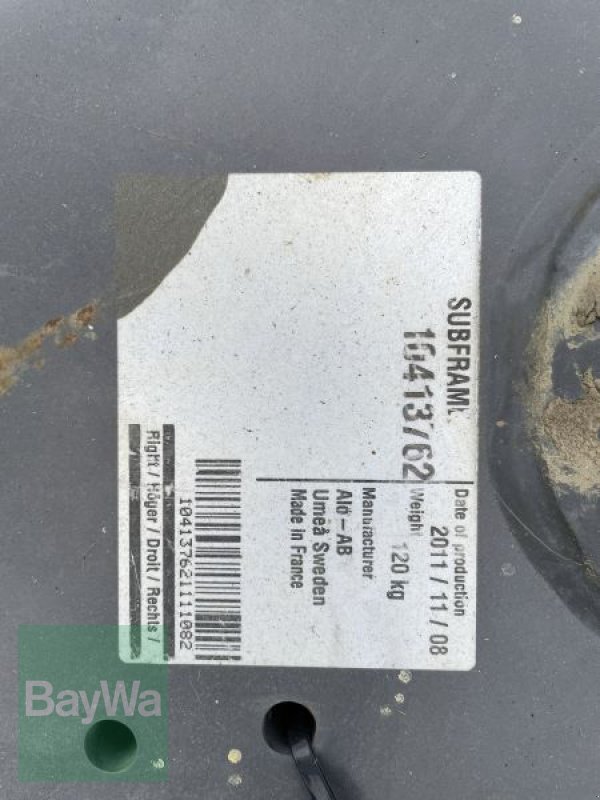 SUBFRAME
10413762
Date of production
2011 / 11 / 08
Weight
120 kg
Manufacturer
Alö - AB
Umeå Sweden
Made in France
104137621111082
Right / Höger / Droit / Rechts /
BayWa